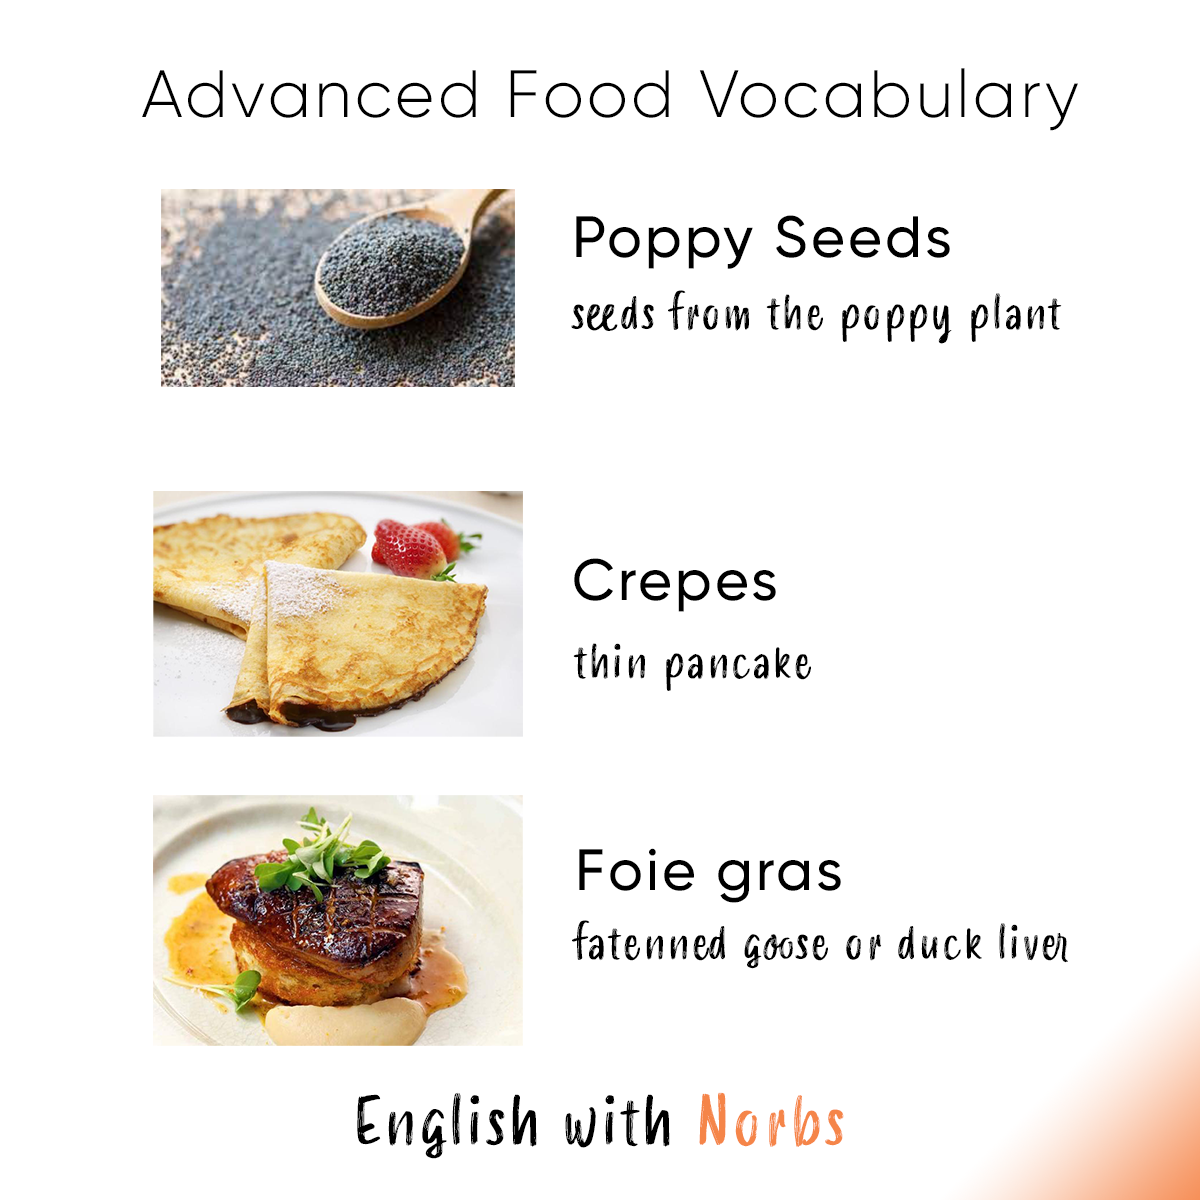 Advanced Food Vocabulary
Poppy Seeds
seeds from the poppy plant
Crepes
thin pancake
Foie gras
fatenned goose or duck liver
English with Norbs